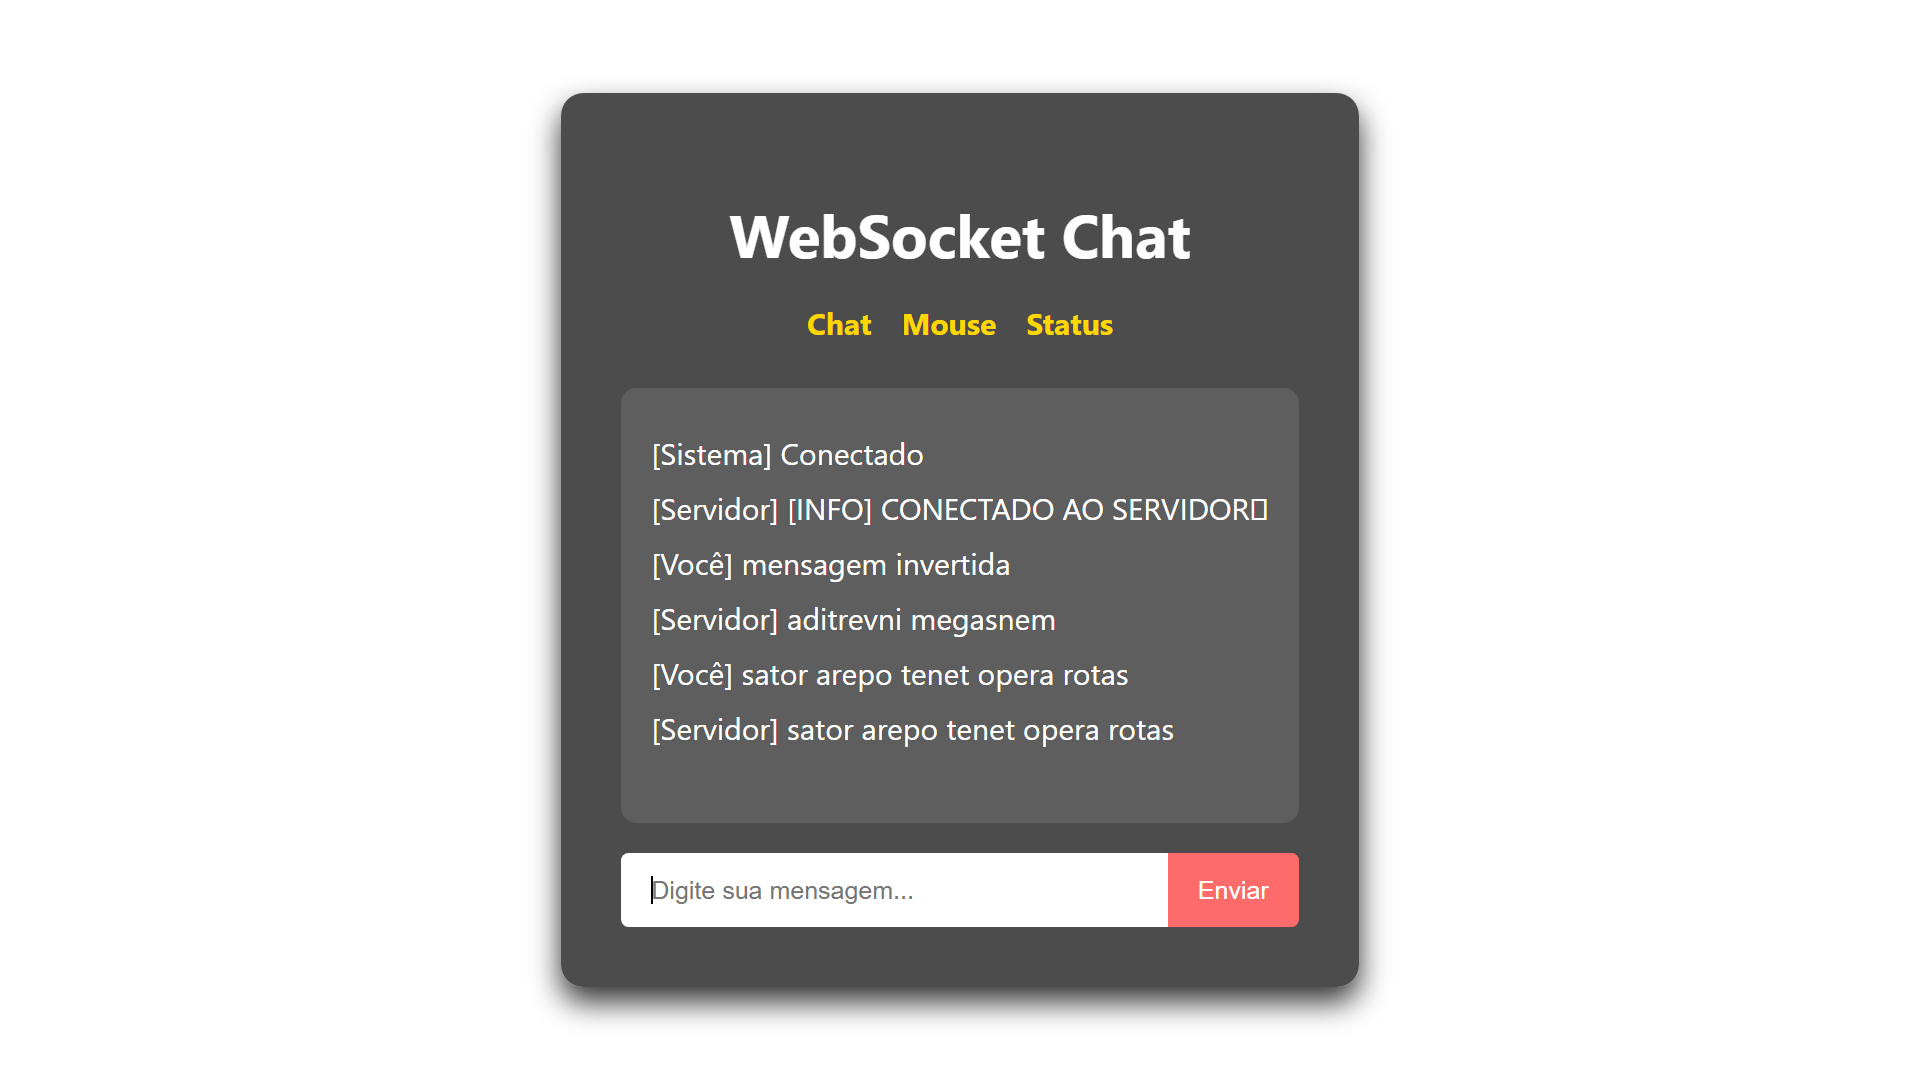 WebSocket Chat
Chat Mouse Status
[Sistema] Conectado
[Servidor] [INFO] CONECTADO AO SERVIDOR▯
[Você] mensagem invertida
[Servidor] aditrevni megasnem
[Você] sator arepo tenet opera rotas
[Servidor] sator arepo tenet opera rotas
Digite sua mensagem...
Enviar